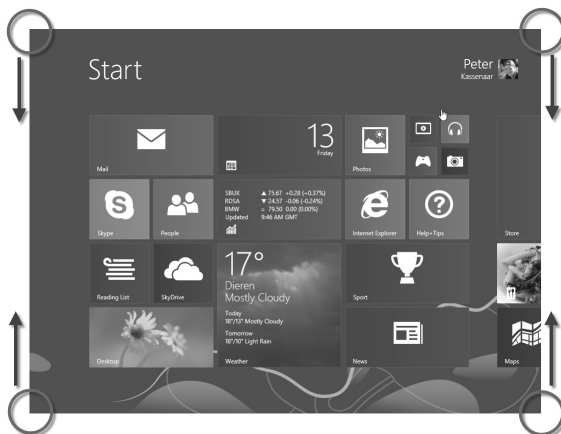 Start
Peter
Kassenaar
Mail
13
Friday
Photos
Skype
People
SBUX ▲ 75.67 +0.28 (+0.37%)
RDSA ▼ 24.57 -0.06 (-0.24%)
BMW = 79.50 0.00 (0.00%)
Updated 9:46 AM GMT
Internet Explorer
Help+Tips
Store
Reading List
SkyDrive
17°
Dieren
Mostly Cloudy
Today
18°/13° Mostly Cloudy
Tomorrow
18°/10° Light Rain
Weather
Sport
Desktop
News
Maps